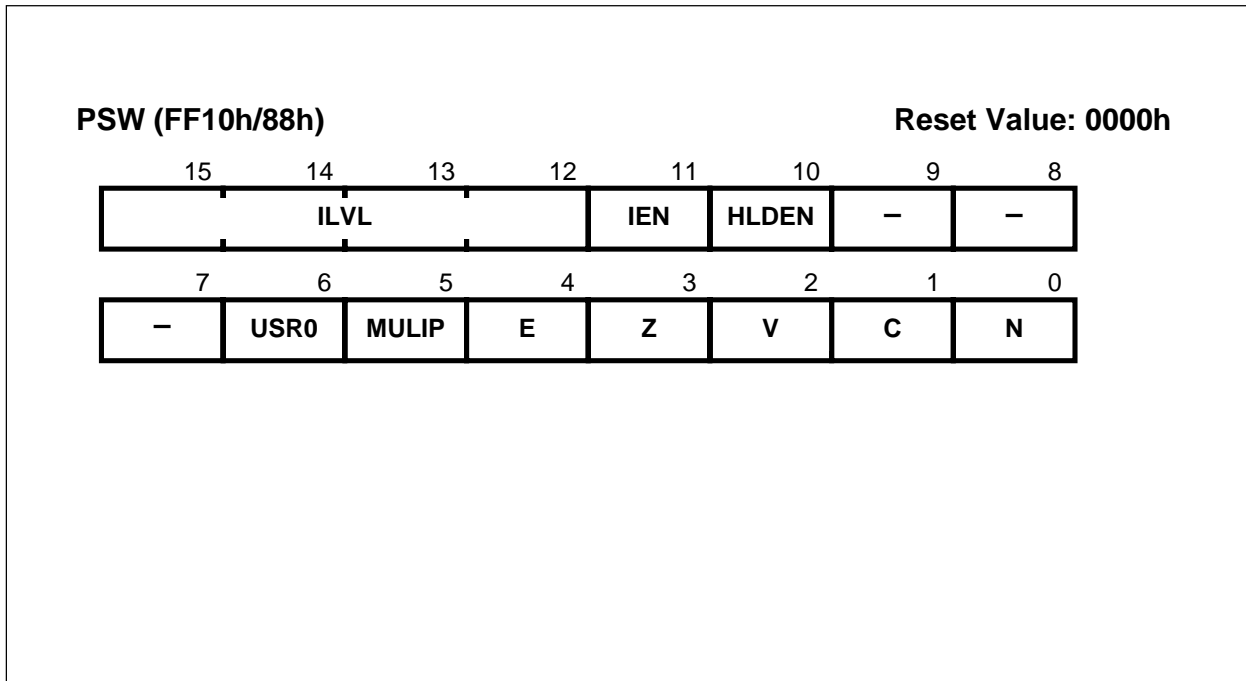 PSW (FF10h/88h) Reset Value: 0000h
15 14 13 12 11 10 9 8
ILVL IEN HLDEN – –
7 6 5 4 3 2 1 0
– USR0 MULIP E Z V C N